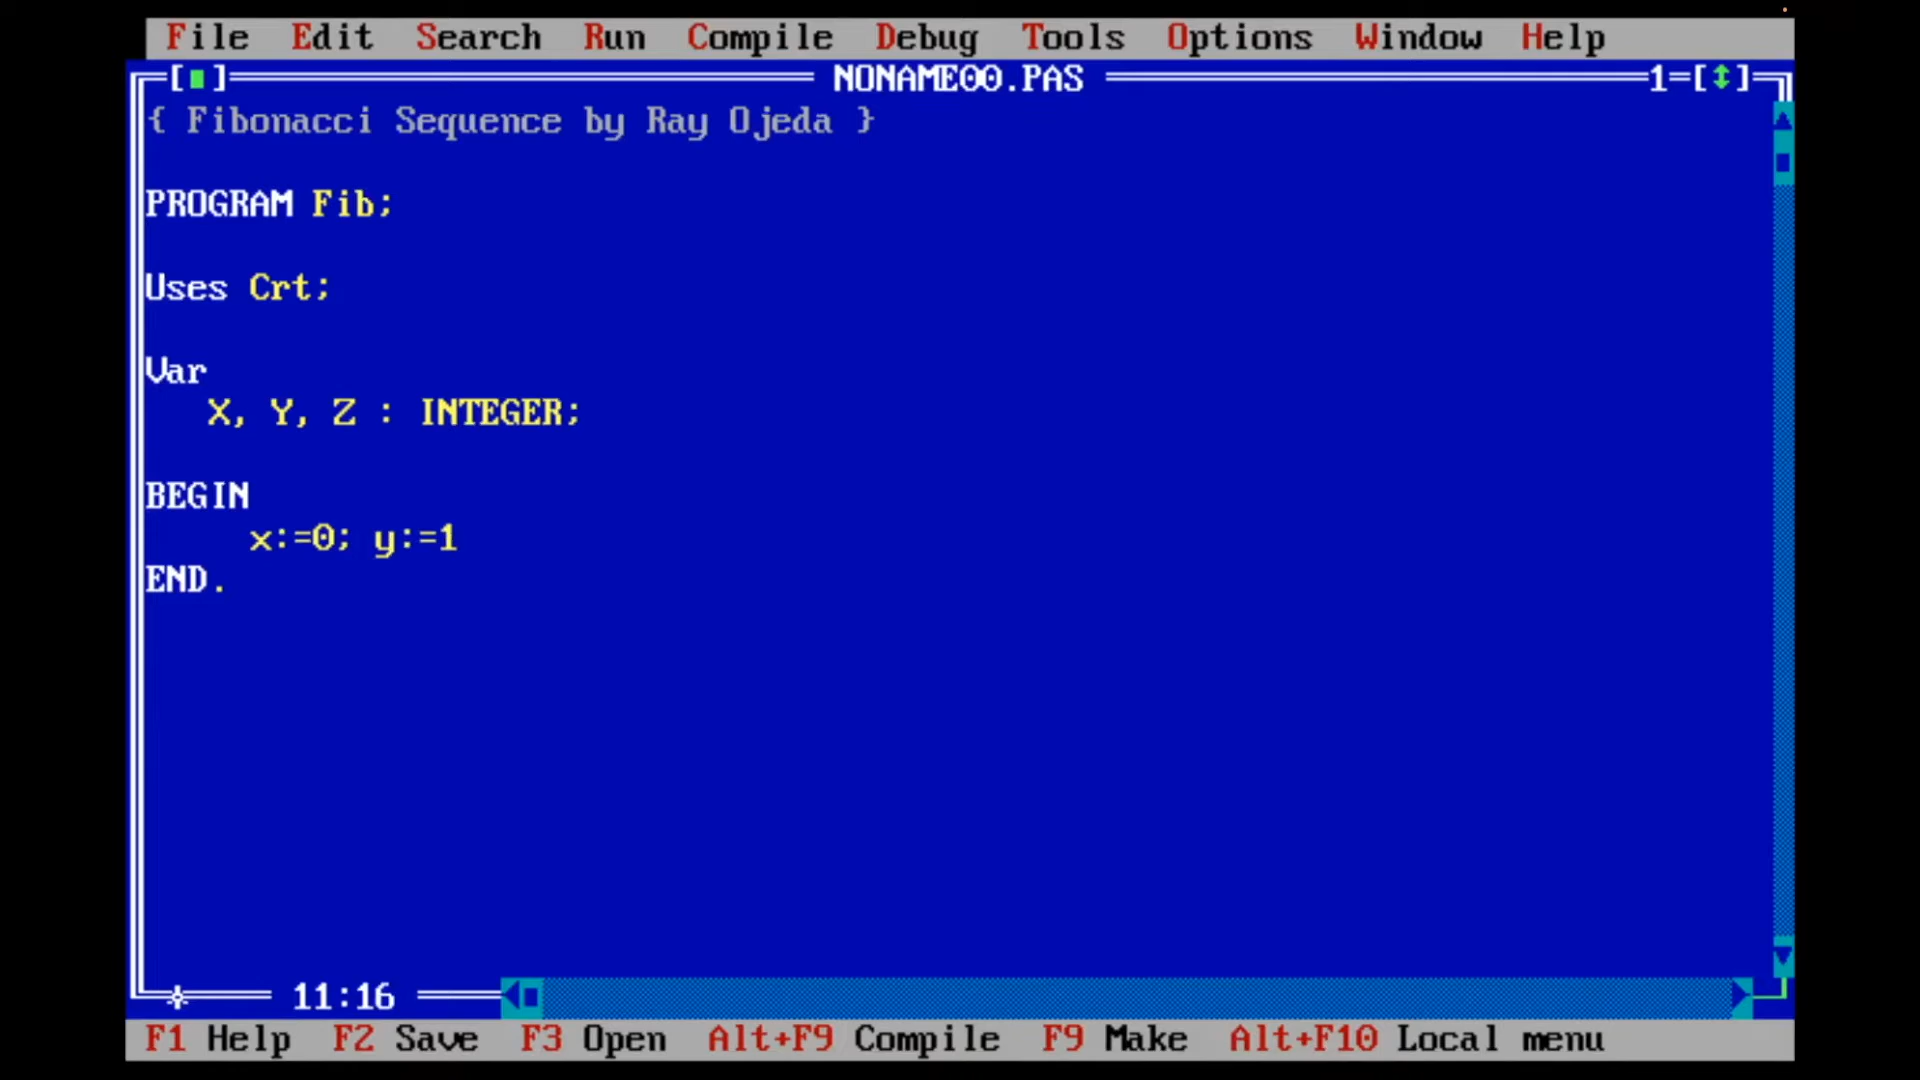 File Edit Search Run Compile Debug Tools Options Window Help
[■] NONAME00.PAS 1=[↕]
{ Fibonacci Sequence by Ray Ojeda }
PROGRAM Fib;
Uses Crt;
Var
X, Y, Z : INTEGER;
BEGIN
x:=0; y:=1
END.
11:16
F1 Help F2 Save F3 Open Alt+F9 Compile F9 Make Alt+F10 Local menu